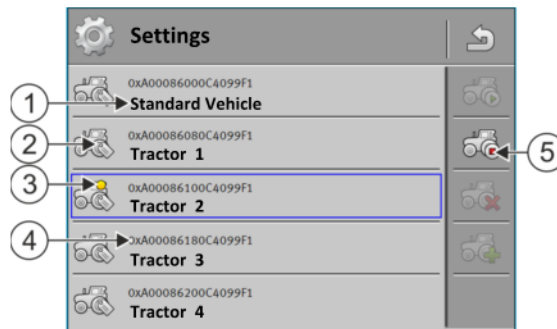 Settings
0xA00086000C4099F1
1
Standard Vehicle
2
0xA00086080C4099F1
Tractor 1
5
3
0xA00086100C4099F1
Tractor 2
4
0xA00086180C4099F1
Tractor 3
0xA00086200C4099F1
Tractor 4